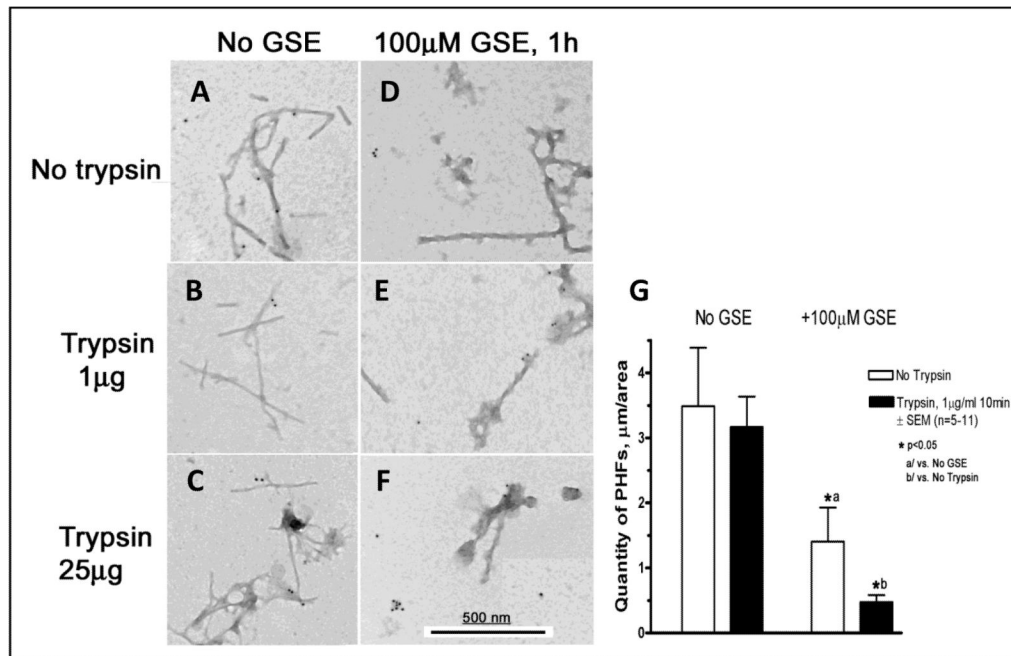 No GSE 100μM GSE, 1h
A
D
No trypsin
B
E
Trypsin
1μg
C
F
Trypsin
25μg
500 nm
G
No GSE +100μM GSE
Quantity of PHFs, μm/area
4
3
2
1
0
*a
*b
No Trypsin
Trypsin, 1μg/ml 10min
± SEM (n=5-11)
* p<0.05
a/ vs. No GSE
b/ vs. No Trypsin